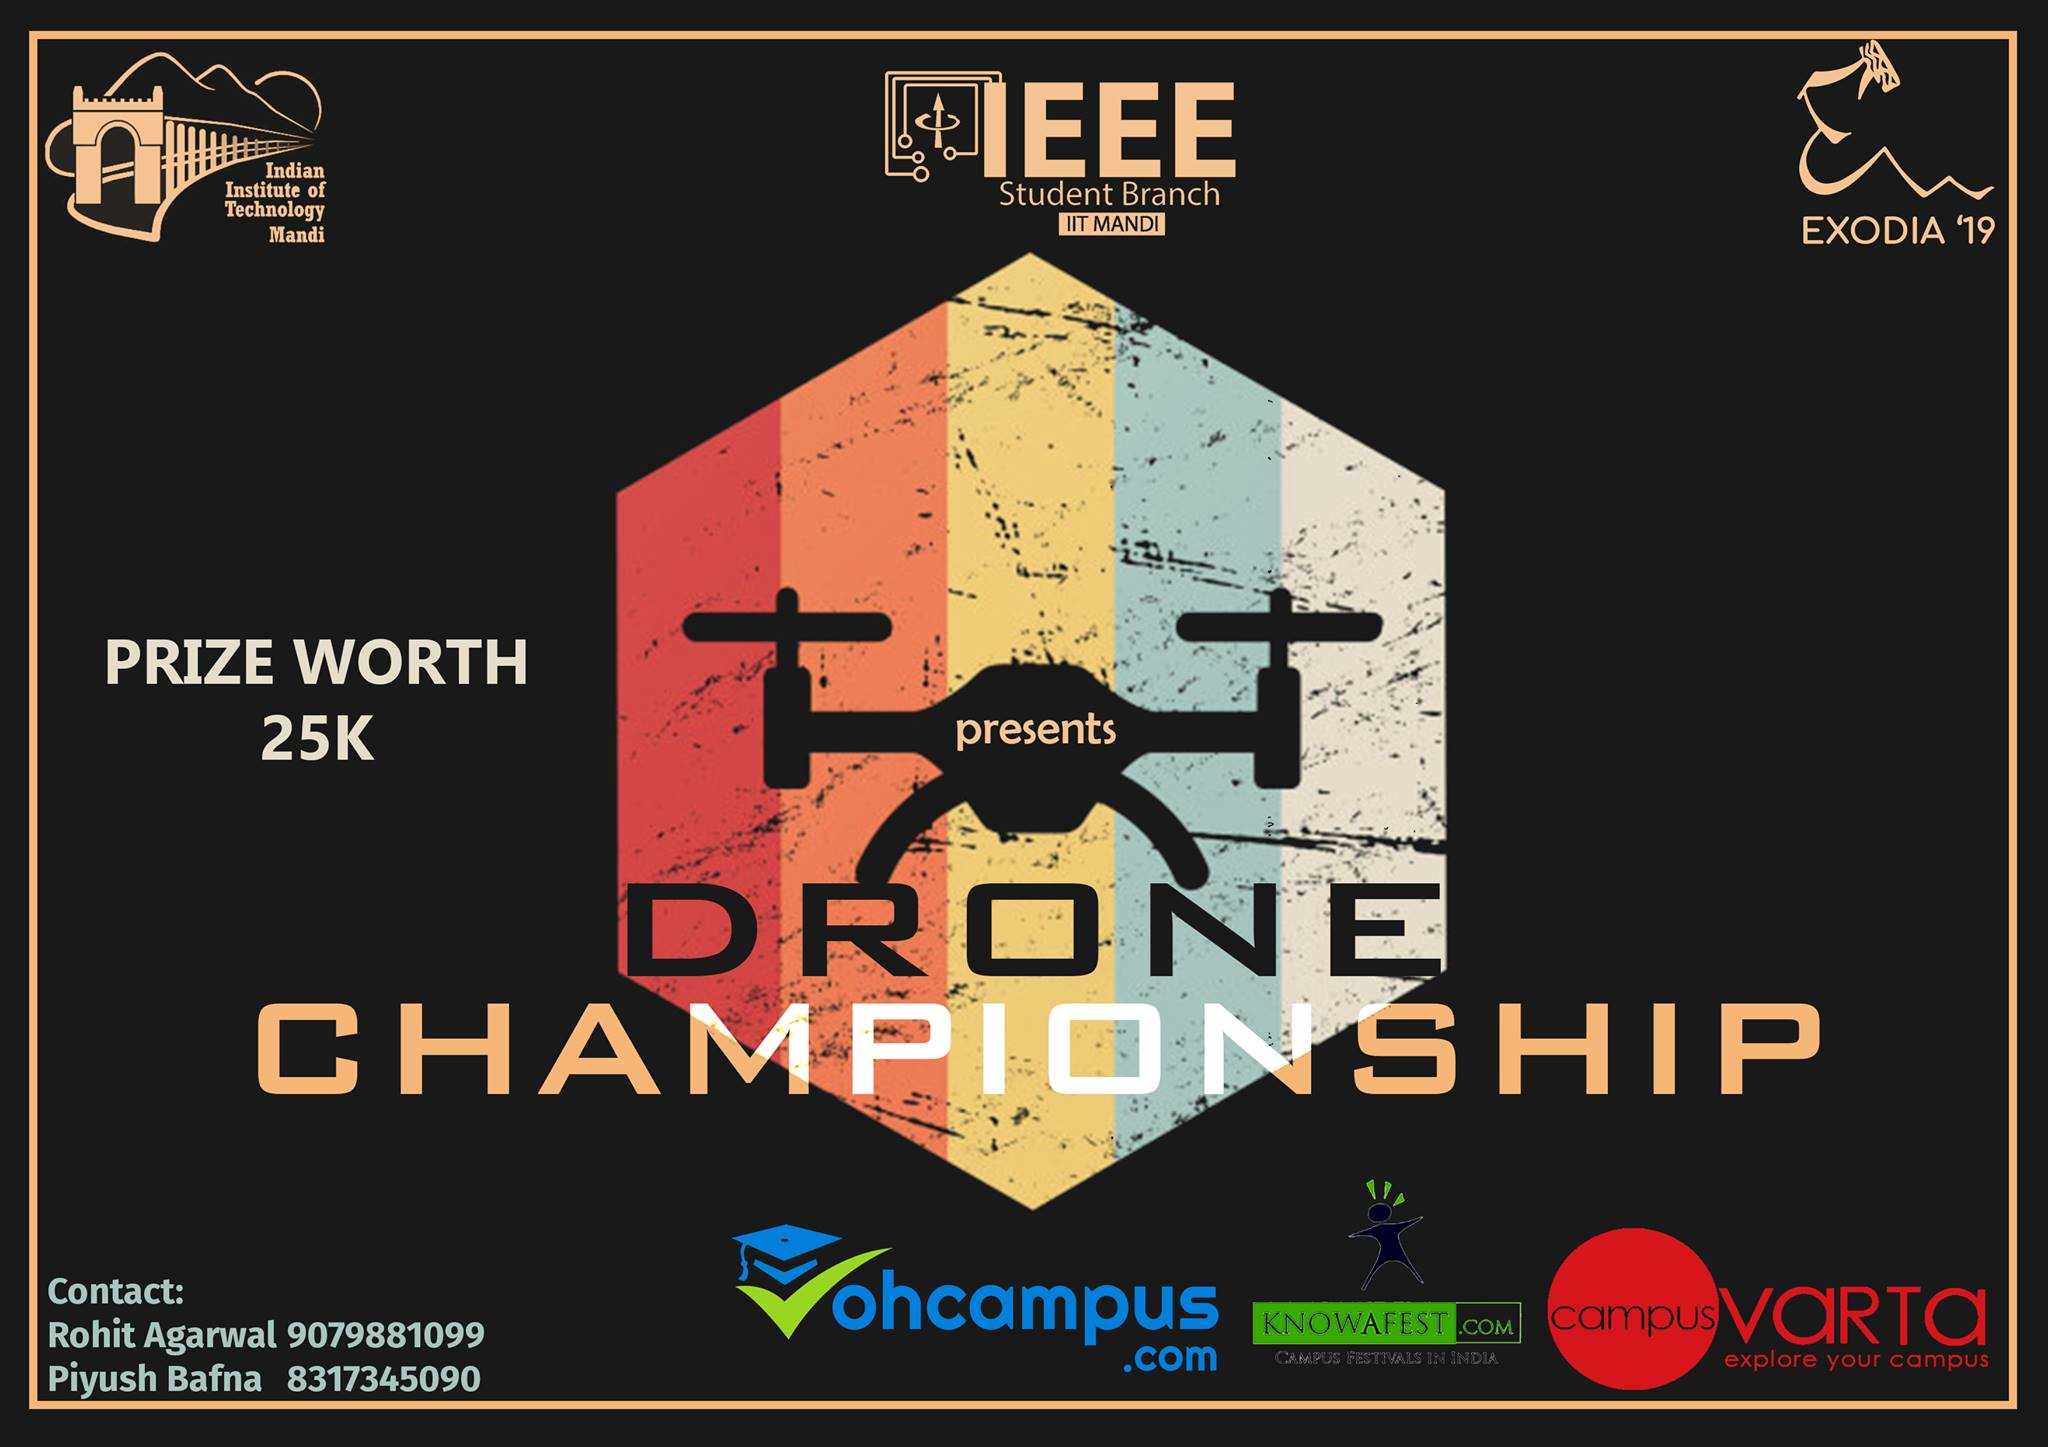 Indian
Institute of
Technology
Mandi
IEEE
Student Branch
IIT MANDI
EXODIA '19
PRIZE WORTH
25K
presents
DRONE
CHAMPIONSHIP
Contact:
Rohit Agarwal 9079881099
Piyush Bafna 8317345090
ohcampus
.com
KNOWAFEST.COM
CAMPUS FESTIVALS IN INDIA
campus vaRTa
explore your campus